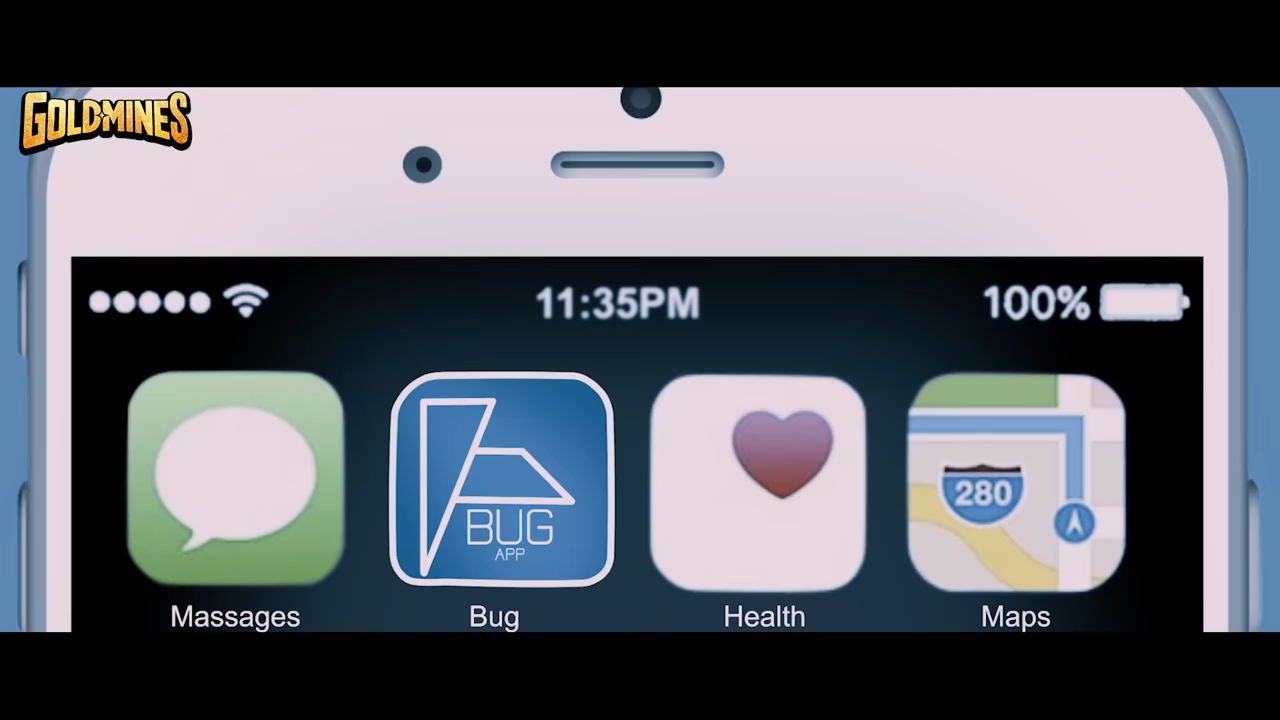 GOLDMINES
11:35PM
100%
280
BUG
APP
Massages
Bug
Health
Maps